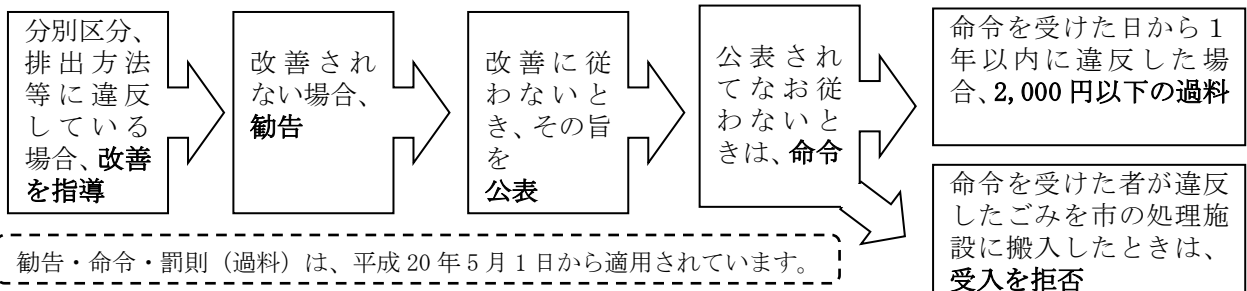 分別区分、
排出方法
等に違反
している
場合、改善
を指導
改善され
ない場合、
勧告
改善に従
わないと
き、その旨
を
公表
公表され
てなお従
わないと
きは、命令
命令を受けた日から1
年以内に違反した場
合、2,000円以下の過料
命令を受けた者が違反
したごみを市の処理施
設に搬入したときは、
受入を拒否
勧告・命令・罰則（過料）は、平成20年5月1日から適用されています。